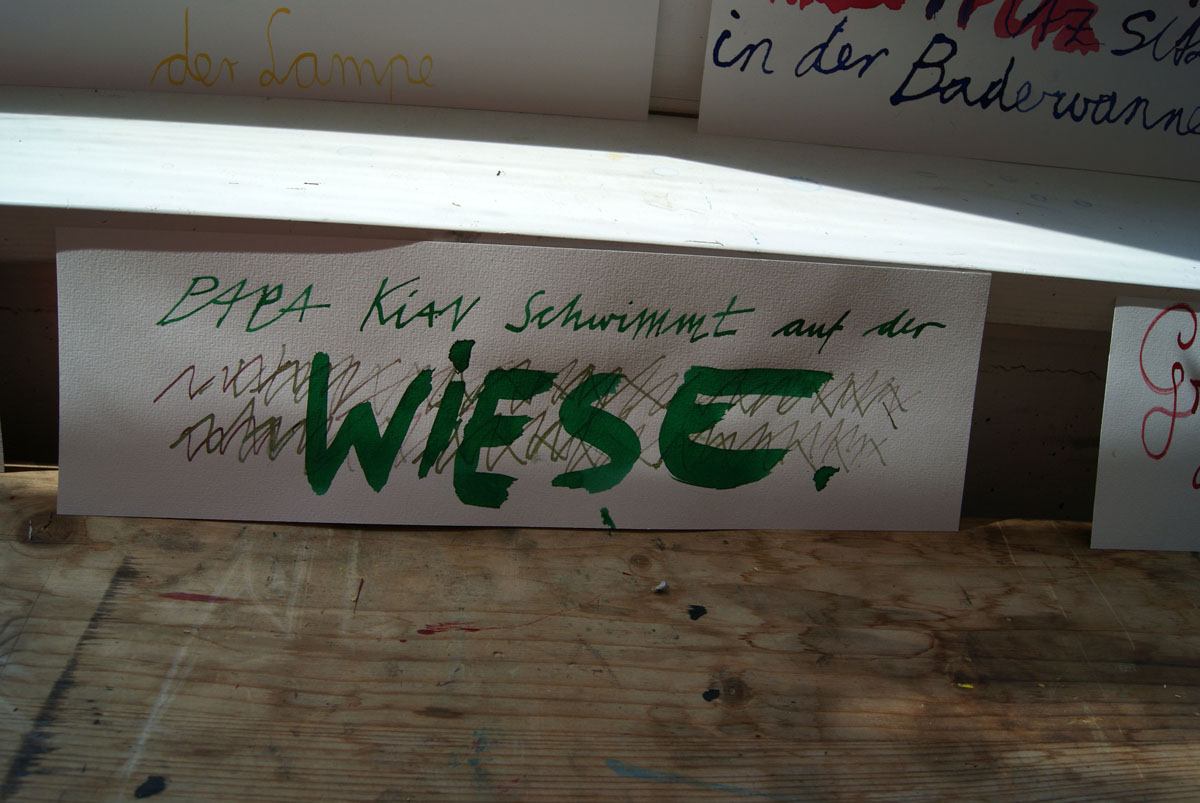 der Lampe
in der Badewanne
PAPA KiAN Schwimmt auf der
WiESE.